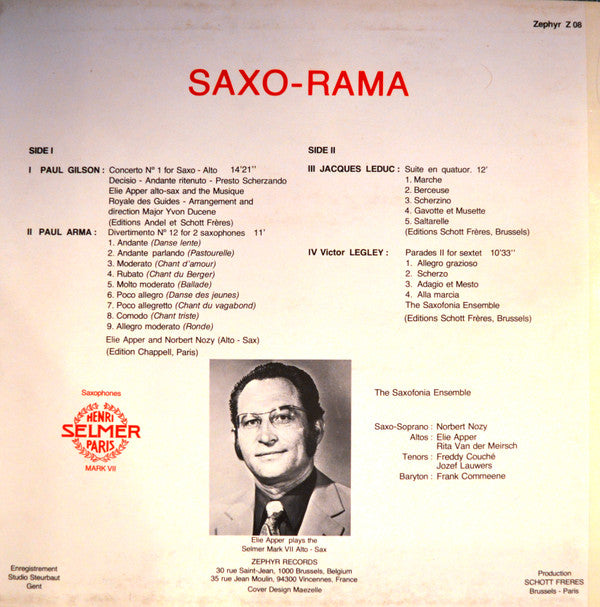 Zephyr Z 08
SAXO-RAMA
SIDE I
I PAUL GILSON : Concerto Nº 1 for Saxo - Alto 14'21''
Decisio - Andante ritenuto - Presto Scherzando
Elie Apper alto-sax and the Musique
Royale des Guides - Arrangement and
direction Major Yvon Ducene
(Editions Andel et Schott Frères)
II PAUL ARMA : Divertimento Nº 12 for 2 saxophones 11'
1. Andante (Danse lente)
2. Andante parlando (Pastourelle)
3. Moderato (Chant d'amour)
4. Rubato (Chant du Berger)
5. Molto moderato (Ballade)
6. Poco allegro (Danse des jeunes)
7. Poco allegretto (Chant du vagabond)
8. Comodo (Chant triste)
9. Allegro moderato (Ronde)
Elie Apper and Norbert Nozy (Alto - Sax)
(Edition Chappell, Paris)
SIDE II
III JACQUES LEDUC : Suite en quatuor. 12'
1. Marche
2. Berceuse
3. Scherzino
4. Gavotte et Musette
5. Saltarelle
(Editions Schott Frères, Brussels)
IV Victor LEGLEY : Parades II for sextet 10'33''
1. Allegro grazioso
2. Scherzo
3. Adagio et Mesto
4. Alla marcia
The Saxofonia Ensemble
(Editions Schott Frères, Brussels)
Saxophones
HENRI
SELMER
PARIS
MARK VII
The Saxofonia Ensemble
Saxo-Soprano : Norbert Nozy
Altos : Elie Apper
Rita Van der Meirsch
Tenors : Freddy Couché
Jozef Lauwers
Baryton : Frank Commeene
Elie Apper plays the
Selmer Mark VII Alto - Sax
Enregistrement
Studio Steurbaut
Gent
ZEPHYR RECORDS
30 rue Saint-Jean, 1000 Brussels, Belgium
35 rue Jean Moulin, 94300 Vincennes, France
Cover Design Maezelle
Production
SCHOTT FRERES
Brussels - Paris